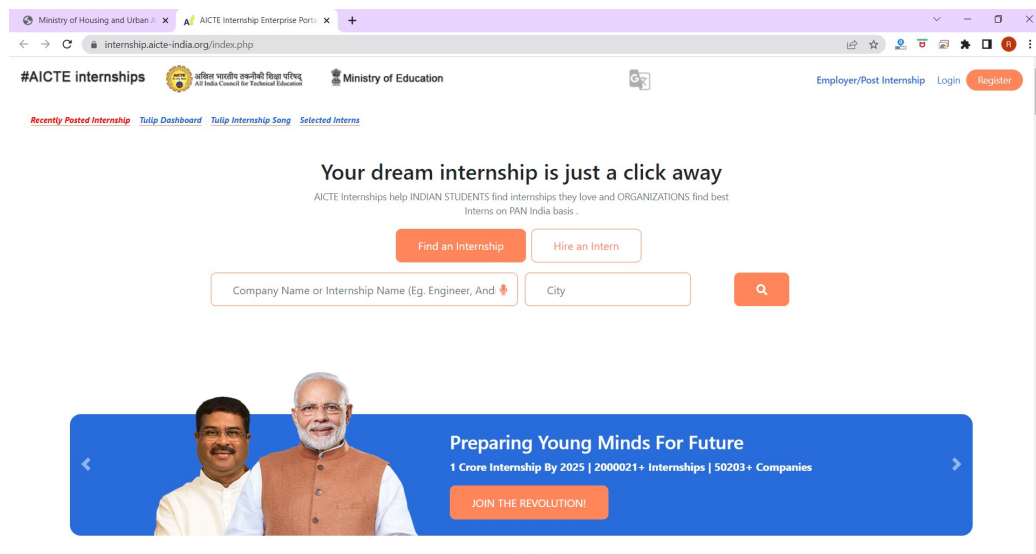 Ministry of Housing and Urban A
AICTE Internship Enterprise Porta
internship.aicte-india.org/index.php
R
#AICTE internships
अखिल भारतीय तकनीकी शिक्षा परिषद्
All India Council for Technical Education
Ministry of Education
Employer/Post Internship
Login
Register
Recently Posted Internship Tulip Dashboard Tulip Internship Song Selected Interns
Your dream internship is just a click away
AICTE Internships help INDIAN STUDENTS find internships they love and ORGANIZATIONS find best
Interns on PAN India basis .
Find an Internship
Hire an Intern
Company Name or Internship Name (Eg. Engineer, And
City
Preparing Young Minds For Future
1 Crore Internship By 2025 | 2000021+ Internships | 50203+ Companies
JOIN THE REVOLUTION!